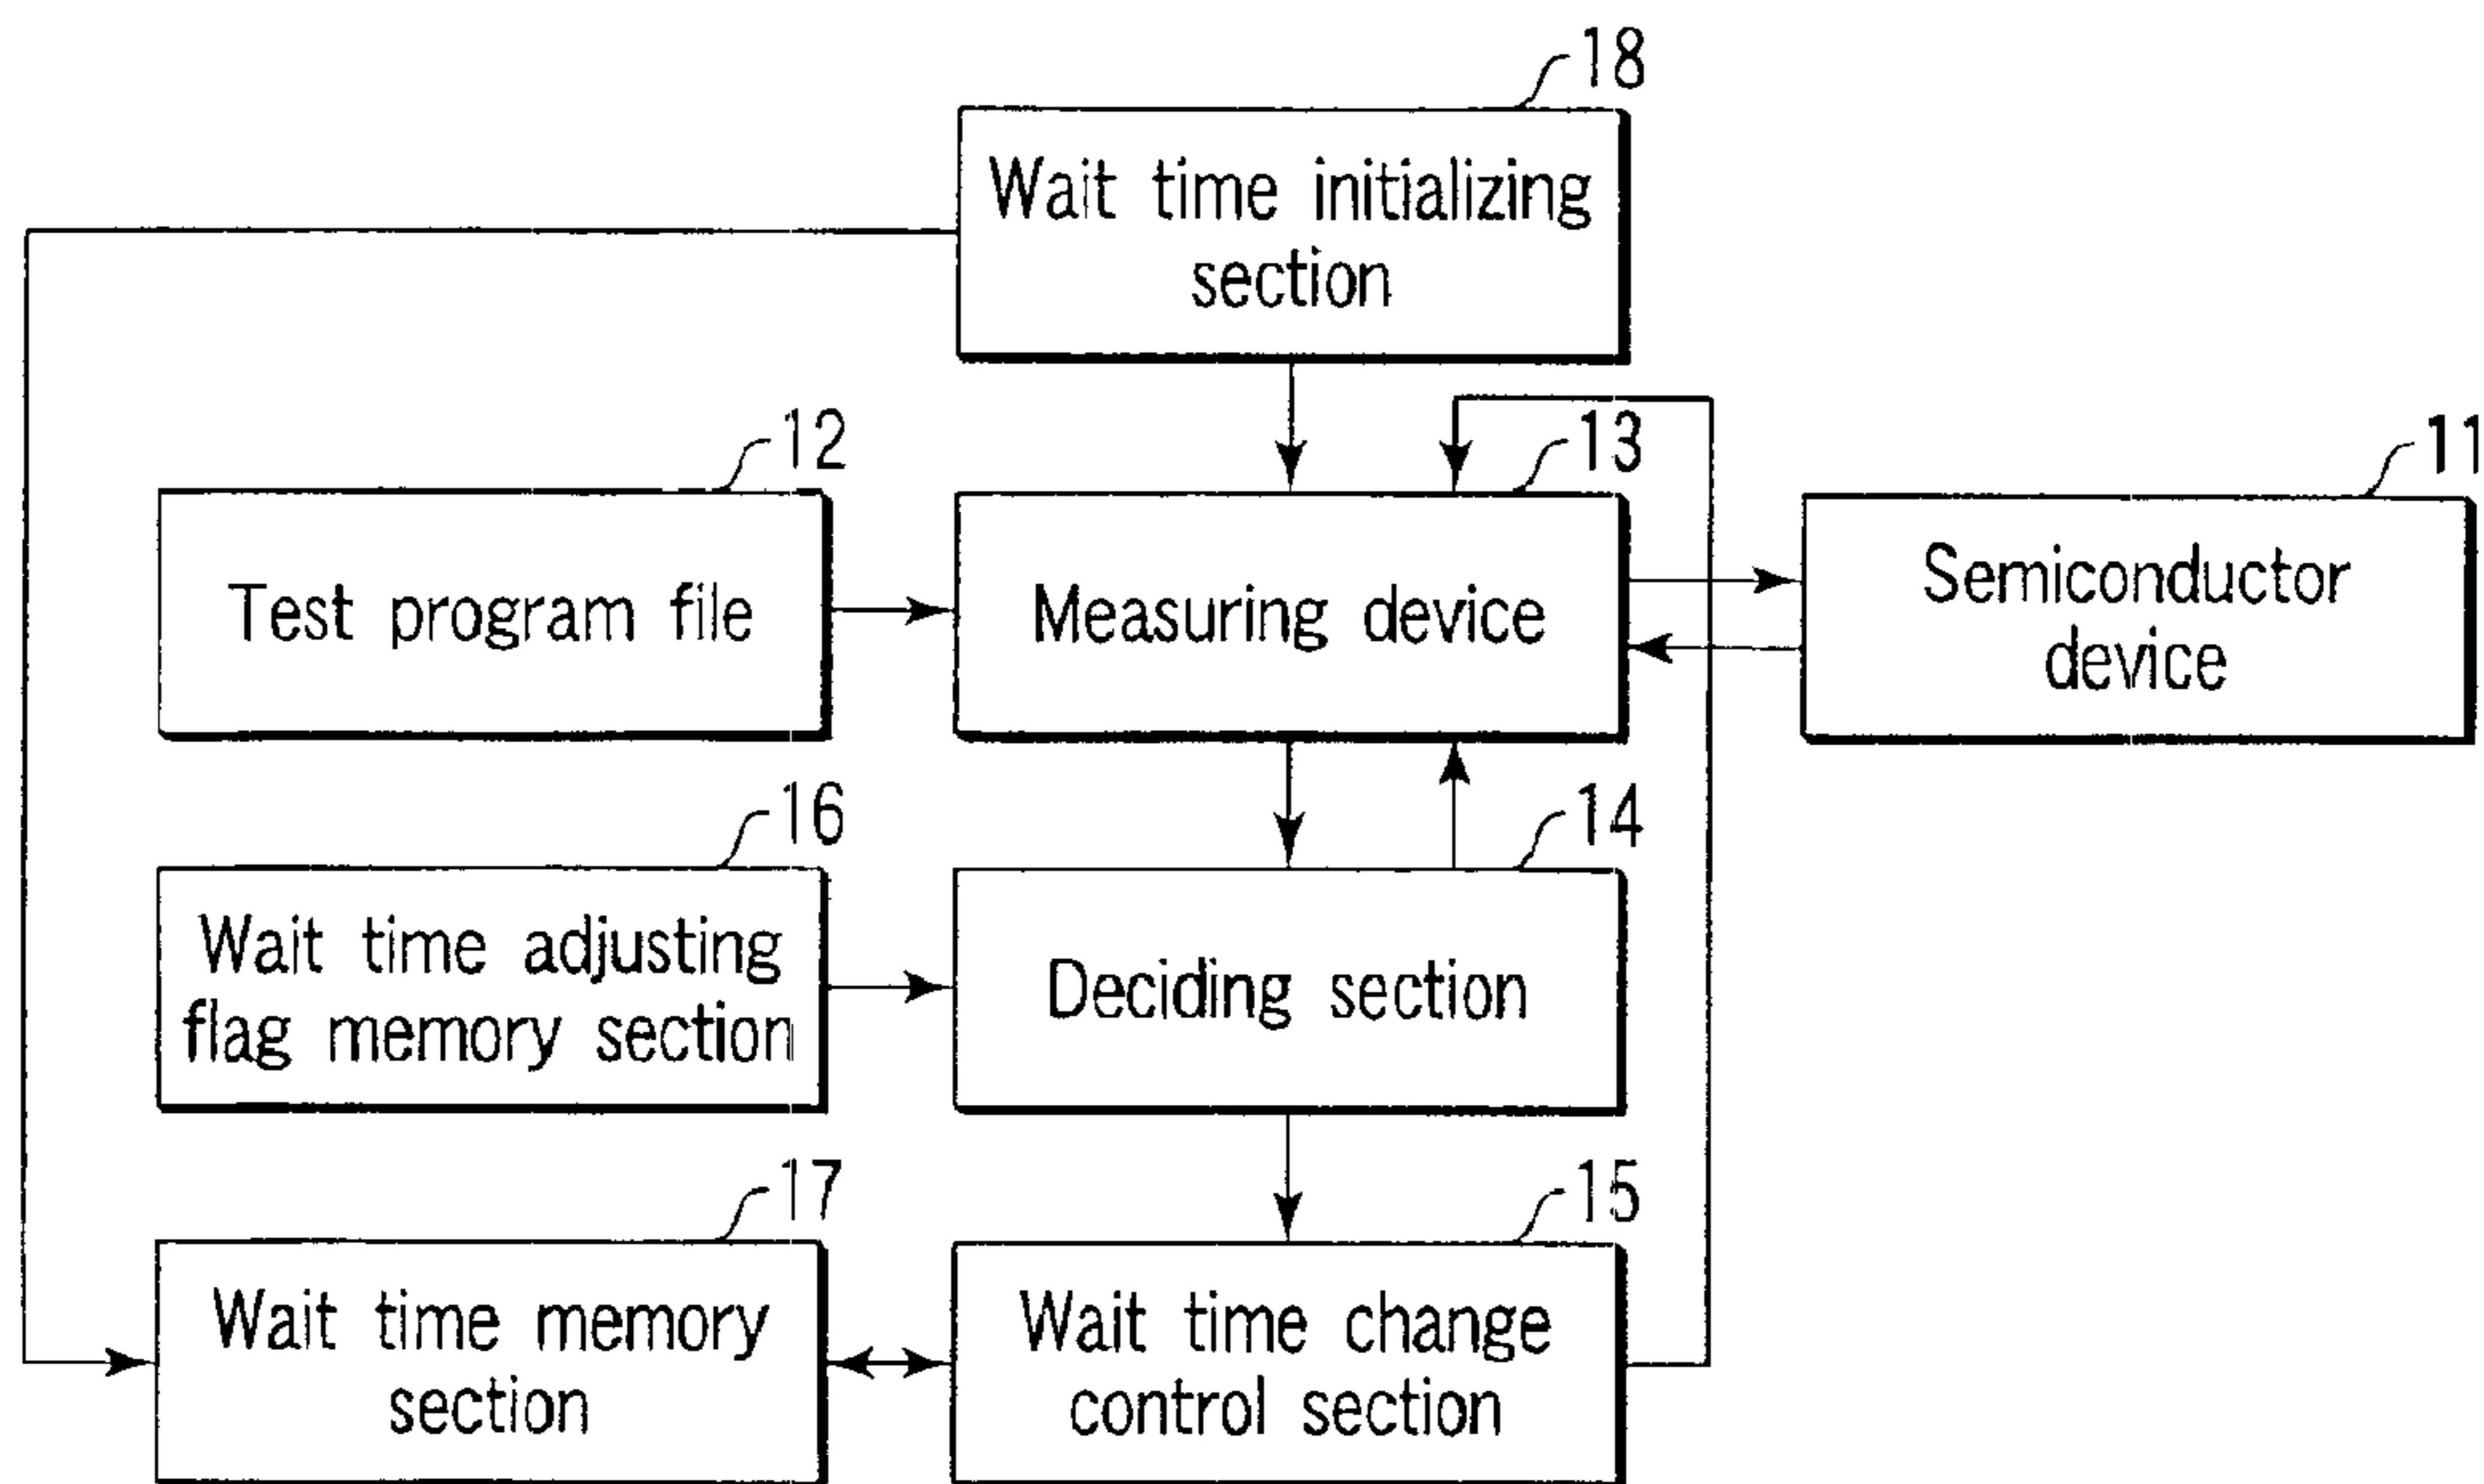 18
Wait time initializing
section
12
13
11
Test program file
Measuring device
Semiconductor
device
16
14
Wait time adjusting
flag memory section
Deciding section
17
15
Wait time memory
section
Wait time change
control section